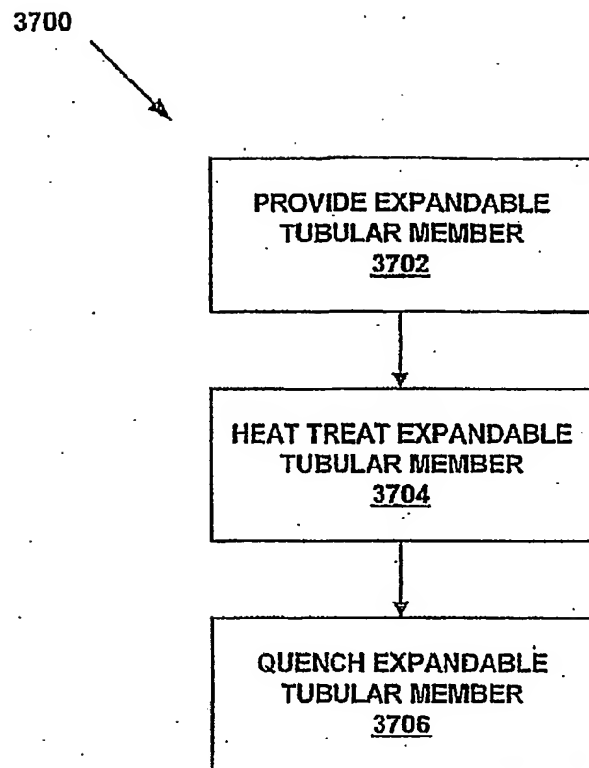 3700
PROVIDE EXPANDABLE
TUBULAR MEMBER
3702
HEAT TREAT EXPANDABLE
TUBULAR MEMBER
3704
QUENCH EXPANDABLE
TUBULAR MEMBER
3706